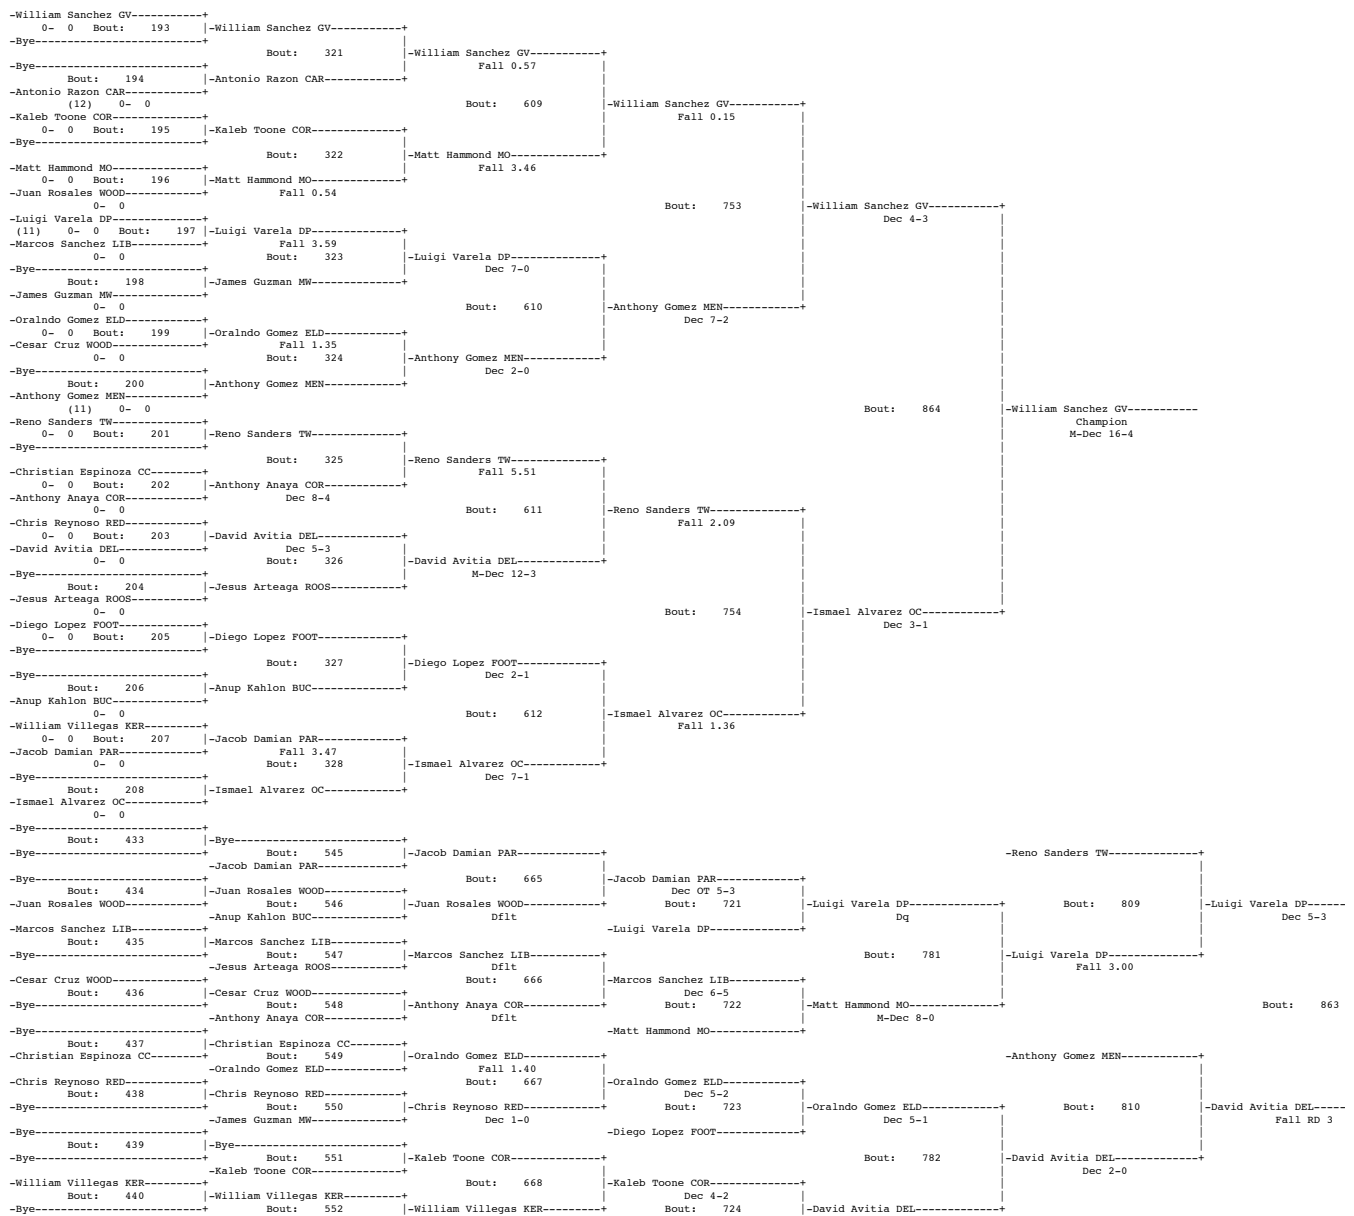 -William Sanchez GV-----------+
0- 0 Bout: 193 |-William Sanchez GV-----------+
-Bye--------------------------+ |
Bout: 321 |-William Sanchez GV-----------+
-Bye--------------------------+ | Fall 0.57 |
Bout: 194 |-Antonio Razon CAR------------+ |
-Antonio Razon CAR------------+ |
(12) 0- 0 Bout: 609 |-William Sanchez GV-----------+
-Kaleb Toone COR--------------+ | Fall 0.15 |
0- 0 Bout: 195 |-Kaleb Toone COR--------------+ | |
-Bye--------------------------+ | | |
Bout: 322 |-Matt Hammond MO--------------+ |
-Matt Hammond MO--------------+ | Fall 3.46 |
0- 0 Bout: 196 |-Matt Hammond MO--------------+ |
-Juan Rosales WOOD------------+ Fall 0.54 |
0- 0 Bout: 753 |-William Sanchez GV-----------+
-Luigi Varela DP--------------+ | Dec 4-3 |
(11) 0- 0 Bout: 197 |-Luigi Varela DP--------------+ | |
-Marcos Sanchez LIB-----------+ Fall 3.59 | | |
0- 0 Bout: 323 |-Luigi Varela DP--------------+ | |
-Bye--------------------------+ | Dec 7-0 | | |
Bout: 198 |-James Guzman MW--------------+ | | |
-James Guzman MW--------------+ | | |
0- 0 Bout: 610 |-Anthony Gomez MEN------------+ |
-Oralndo Gomez ELD------------+ | Dec 7-2 |
0- 0 Bout: 199 |-Oralndo Gomez ELD------------+ | |
-Cesar Cruz WOOD--------------+ Fall 1.35 | | |
0- 0 Bout: 324 |-Anthony Gomez MEN------------+ |
-Bye--------------------------+ | Dec 2-0 |
Bout: 200 |-Anthony Gomez MEN------------+ |
-Anthony Gomez MEN------------+ |
(11) 0- 0 Bout: 864 |-William Sanchez GV-----------
-Reno Sanders TW--------------+ | Champion
0- 0 Bout: 201 |-Reno Sanders TW--------------+ | M-Dec 16-4
-Bye--------------------------+ | |
Bout: 325 |-Reno Sanders TW--------------+ |
-Christian Espinoza CC--------+ | Fall 5.51 | |
0- 0 Bout: 202 |-Anthony Anaya COR------------+ | |
-Anthony Anaya COR------------+ Dec 8-4 | |
0- 0 Bout: 611 |-Reno Sanders TW--------------+ |
-Chris Reynoso RED------------+ | Fall 2.09 | |
0- 0 Bout: 203 |-David Avitia DEL-------------+ | | |
-David Avitia DEL-------------+ Dec 5-3 | | | |
0- 0 Bout: 326 |-David Avitia DEL-------------+ | |
-Bye--------------------------+ | M-Dec 12-3 | |
Bout: 204 |-Jesus Arteaga ROOS-----------+ | |
-Jesus Arteaga ROOS-----------+ | |
0- 0 Bout: 754 |-Ismael Alvarez OC------------+
-Diego Lopez FOOT-------------+ | Dec 3-1
0- 0 Bout: 205 |-Diego Lopez FOOT-------------+ |
-Bye--------------------------+ | |
Bout: 327 |-Diego Lopez FOOT-------------+ |
-Bye--------------------------+ | Dec 2-1 | |
Bout: 206 |-Anup Kahlon BUC--------------+ | |
-Anup Kahlon BUC--------------+ | |
0- 0 Bout: 612 |-Ismael Alvarez OC------------+
-William Villegas KER---------+ | Fall 1.36
0- 0 Bout: 207 |-Jacob Damian PAR-------------+ |
-Jacob Damian PAR-------------+ Fall 3.47 | |
0- 0 Bout: 328 |-Ismael Alvarez OC------------+
-Bye--------------------------+ | Dec 7-1
Bout: 208 |-Ismael Alvarez OC------------+
-Ismael Alvarez OC------------+
0- 0
-Bye--------------------------+
Bout: 433 |-Bye--------------------------+
-Bye--------------------------+ Bout: 545 |-Jacob Damian PAR-------------+ -Reno Sanders TW--------------+
-Jacob Damian PAR-------------+ | |
-Bye--------------------------+ Bout: 665 |-Jacob Damian PAR-------------+ |
Bout: 434 |-Juan Rosales WOOD------------+ | Dec OT 5-3 | |
-Juan Rosales WOOD------------+ Bout: 546 |-Juan Rosales WOOD------------+ Bout: 721 |-Luigi Varela DP--------------+ Bout: 809 |-Luigi Varela DP-----
-Anup Kahlon BUC--------------+ Dflt | Dq | | Dec 5-3
-Marcos Sanchez LIB-----------+ -Luigi Varela DP--------------+ | |
Bout: 435 |-Marcos Sanchez LIB-----------+ | |
-Bye--------------------------+ Bout: 547 |-Marcos Sanchez LIB-----------+ Bout: 781 |-Luigi Varela DP--------------+
-Jesus Arteaga ROOS-----------+ Dflt | | Fall 3.00
-Cesar Cruz WOOD--------------+ Bout: 666 |-Marcos Sanchez LIB-----------+ |
Bout: 436 |-Cesar Cruz WOOD--------------+ | Dec 6-5 | |
-Bye--------------------------+ Bout: 548 |-Anthony Anaya COR------------+ Bout: 722 |-Matt Hammond MO--------------+ Bout: 863
-Anthony Anaya COR------------+ Dflt | M-Dec 8-0
-Bye--------------------------+ -Matt Hammond MO--------------+
Bout: 437 |-Christian Espinoza CC--------+
-Christian Espinoza CC--------+ Bout: 549 |-Oralndo Gomez ELD------------+ -Anthony Gomez MEN------------+
-Oralndo Gomez ELD------------+ Fall 1.40 | |
-Chris Reynoso RED------------+ Bout: 667 |-Oralndo Gomez ELD------------+ |
Bout: 438 |-Chris Reynoso RED------------+ | Dec 5-2 | |
-Bye--------------------------+ Bout: 550 |-Chris Reynoso RED------------+ Bout: 723 |-Oralndo Gomez ELD------------+ Bout: 810 |-David Avitia DEL-----
-James Guzman MW--------------+ Dec 1-0 | Dec 5-1 | | Fall RD 3
-Bye--------------------------+ -Diego Lopez FOOT-------------+ | |
Bout: 439 |-Bye--------------------------+ | |
-Bye--------------------------+ Bout: 551 |-Kaleb Toone COR--------------+ Bout: 782 |-David Avitia DEL-------------+
-Kaleb Toone COR--------------+ | | Dec 2-0
-William Villegas KER---------+ Bout: 668 |-Kaleb Toone COR--------------+ |
Bout: 440 |-William Villegas KER---------+ | Dec 4-2 | |
-Bye--------------------------+ Bout: 552 |-William Villegas KER---------+ Bout: 724 |-David Avitia DEL-------------+